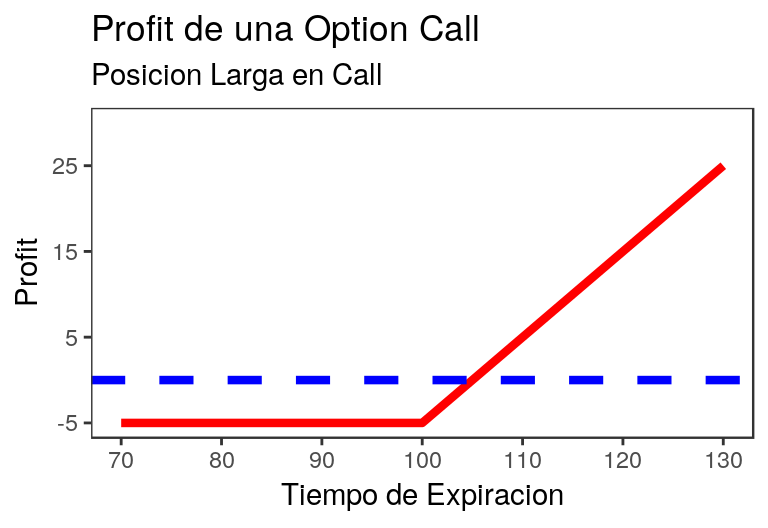 Profit de una Option Call
Posicion Larga en Call
25
15
5
-5
Profit
70 80 90 100 110 120 130
Tiempo de Expiracion